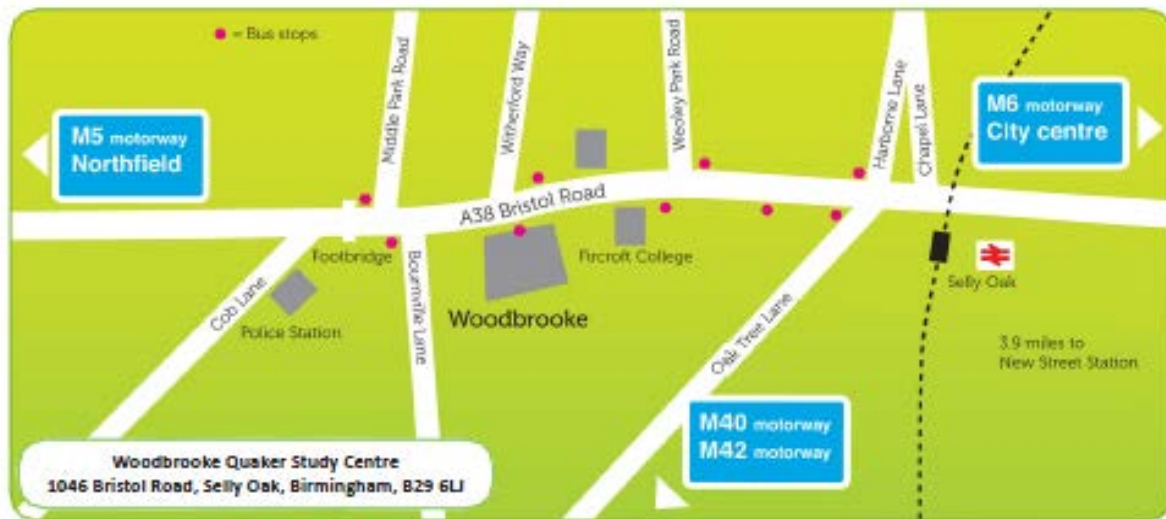 = Bus stops
Middle Park Road
Witherford Way
Weoley Park Road
Harborne Lane
Chapel Lane
M5 motorway
Northfield
M6 motorway
City centre
A38 Bristol Road
Footbridge
Fircroft College
Selly Oak
Cob Lane
Police Station
Bournville Lane
Woodbrooke
Oak Tree Lane
3.9 miles to
New Street Station
M40 motorway
M42 motorway
Woodbrooke Quaker Study Centre
1046 Bristol Road, Selly Oak, Birmingham, B29 6LJ